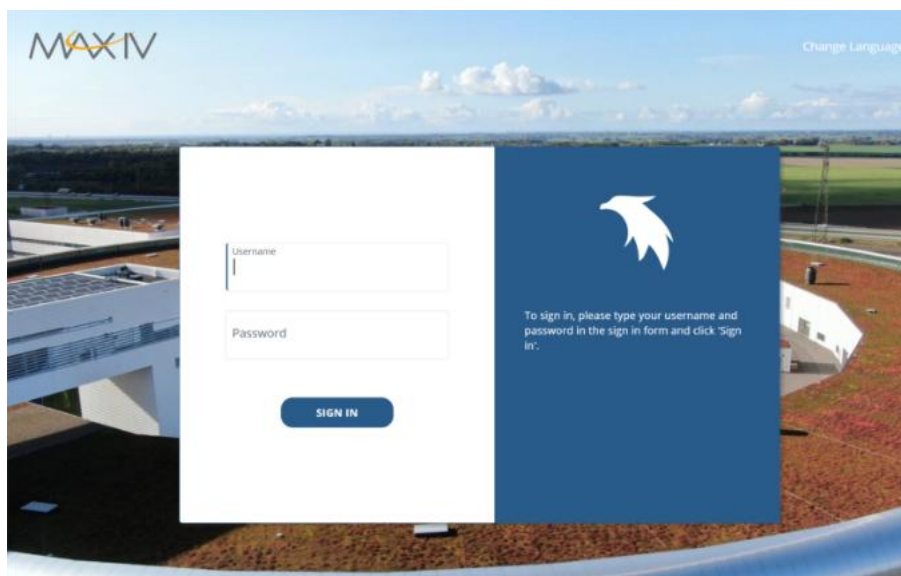 MAX IV
Change Language
Username
Password
SIGN IN
To sign in, please type your username and
password in the sign in form and click 'Sign
in'.